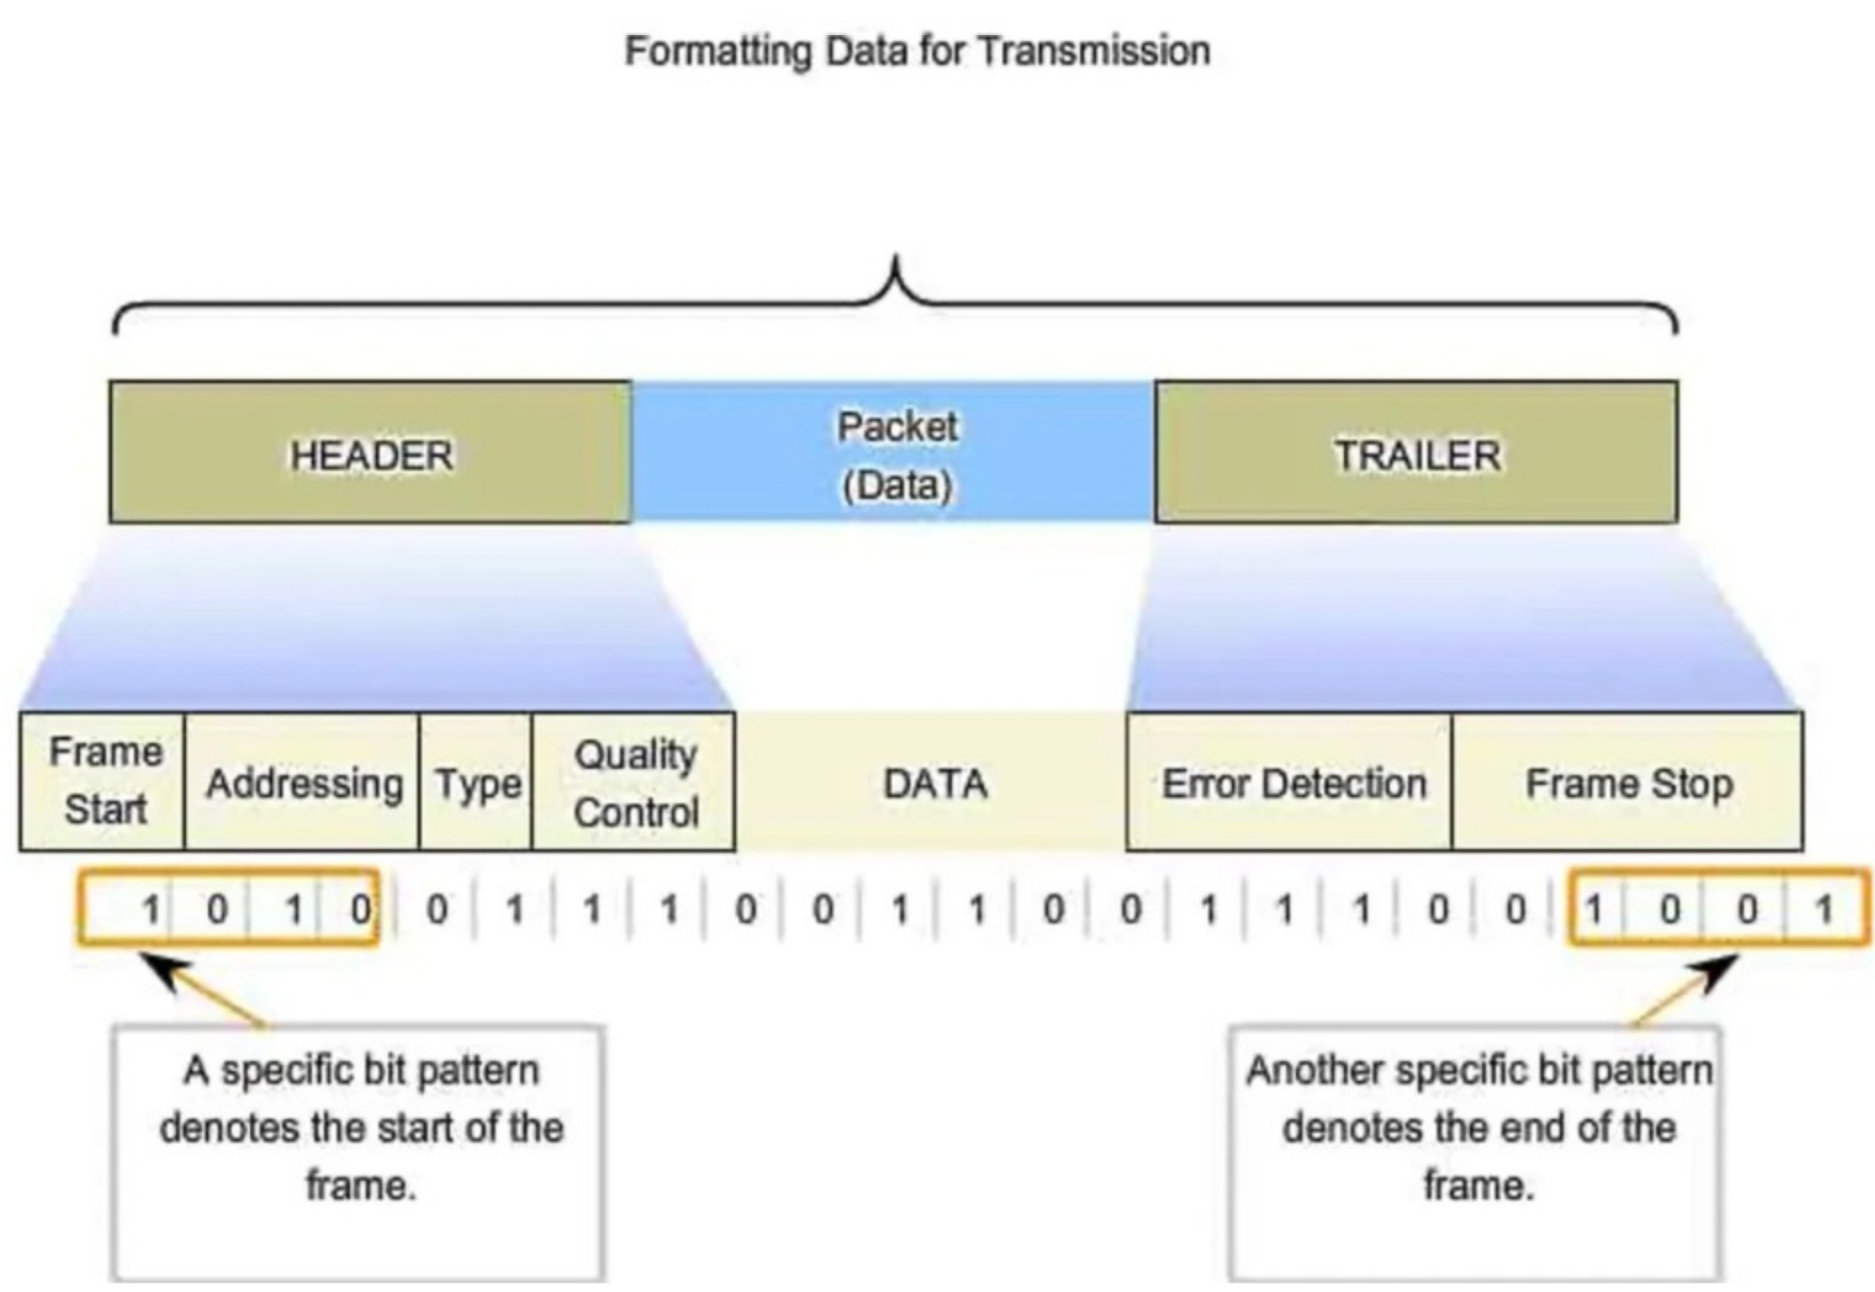 Formatting Data for Transmission
HEADER
Packet
(Data)
TRAILER
Frame
Start
Addressing
Type
Quality
Control
DATA
Error Detection
Frame Stop
1 0 1 0 0 1 1 1 0 0 1 1 0 0 1 1 1 0 0 1 0 0 1
A specific bit pattern
denotes the start of the
frame.
Another specific bit pattern
denotes the end of the
frame.